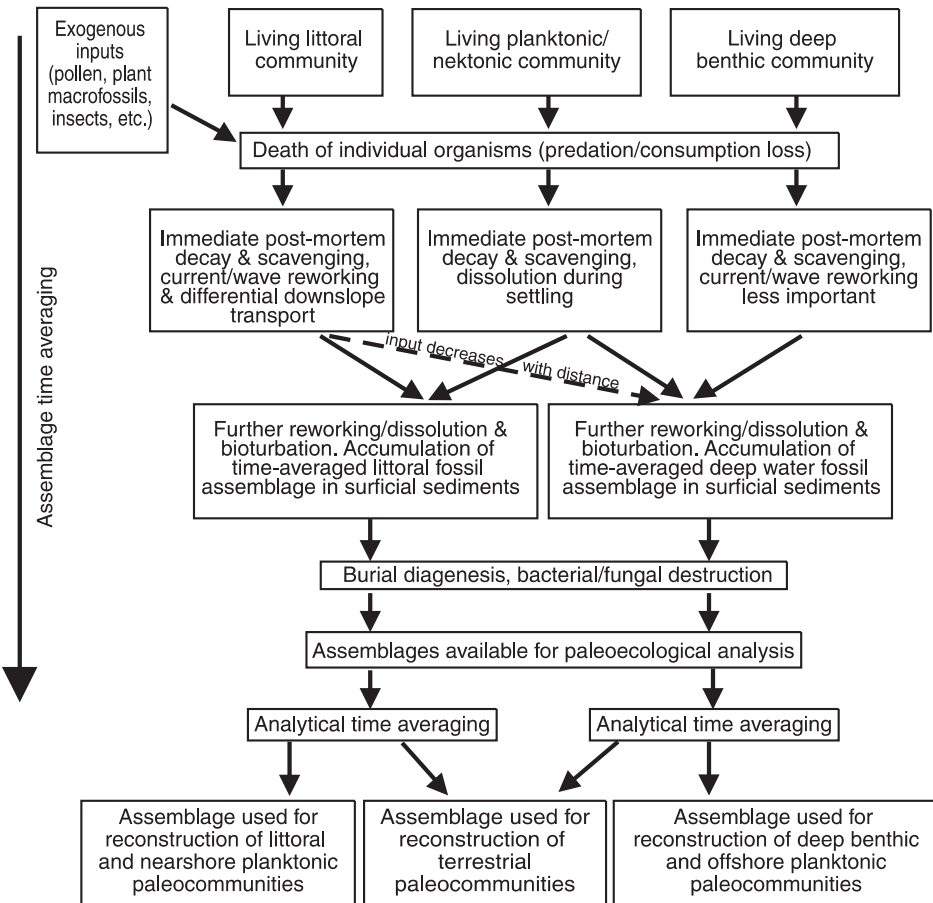 Exogenous
inputs
(pollen, plant
macrofossils,
insects, etc.)
Living littoral
community
Living planktonic/
nektonic community
Living deep
benthic community
Death of individual organisms (predation/consumption loss)
Immediate post-mortem
decay & scavenging,
current/wave reworking
& differential downslope
transport
Immediate post-mortem
decay & scavenging,
dissolution during
settling
Immediate post-mortem
decay & scavenging,
current/wave reworking
less important
input decreases with distance
Assemblage time averaging
Further reworking/dissolution &
bioturbation. Accumulation of
time-averaged littoral fossil
assemblage in surficial sediments
Further reworking/dissolution &
bioturbation. Accumulation of
time-averaged deep water fossil
assemblage in surficial sediments
Burial diagenesis, bacterial/fungal destruction
Assemblages available for paleoecological analysis
Analytical time averaging
Analytical time averaging
Assemblage used for
reconstruction of littoral
and nearshore planktonic
paleocommunities
Assemblage used for
reconstruction of
terrestrial
paleocommunities
Assemblage used for
reconstruction of deep benthic
and offshore planktonic
paleocommunities